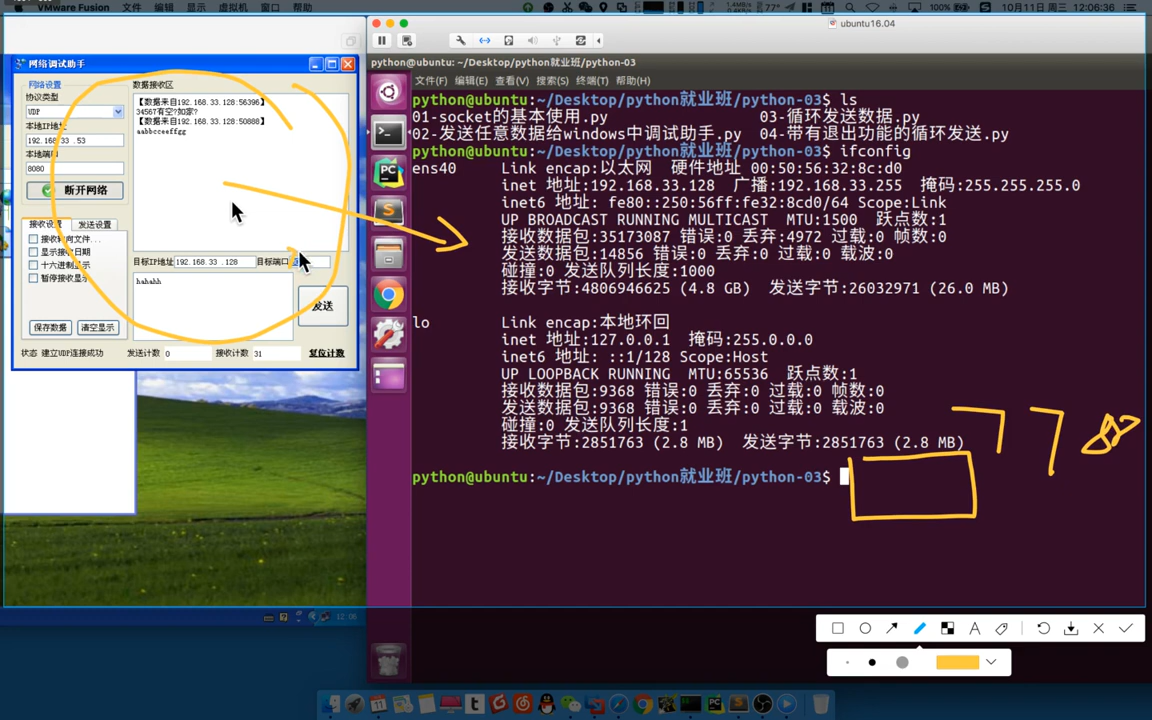 VMware Fusion 文件 编辑 显示 虚拟机 窗口 帮助
77° 100% 10月11日 周三 12:06:36
ubuntu16.04
网络调试助手
网络设置
协议类型
UDP
本地IP地址
192.168.33 .53
8080
断开网络
接收设置 发送设置
显示接收日期
保存数据 清空显示
数据接收区
【数据来自192.168.33.128:56396】
34567有空?如家?
【数据来自192.168.33.128:50888】
aabbcceeffgg
目标IP地址 192.168.33 .128 目标端口
hahahh
发送
状态 建立UDP连接成功 发送计数 0 接收计数 31 复位计数
12:06
python@ubuntu: ~/Desktop/python就业班/python-03
文件(F) 编辑(E) 查看(V) 搜索(S) 终端(T) 帮助(H)
python@ubuntu:~/Desktop/python就业班/python-03$ ls
01-socket的基本使用.py 03-循环发送数据.py
02-发送任意数据给windows中调试助手.py 04-带有退出功能的循环发送.py
python@ubuntu:~/Desktop/python就业班/python-03$ ifconfig
ens40 Link encap:以太网 硬件地址 00:50:56:32:8c:d0
inet 地址:192.168.33.128 广播:192.168.33.255 掩码:255.255.255.0
inet6 地址: fe80::250:56ff:fe32:8cd0/64 Scope:Link
UP BROADCAST RUNNING MULTICAST MTU:1500 跃点数:1
接收数据包:35173087 错误:0 丢弃:4972 过载:0 帧数:0
发送数据包:14856 错误:0 丢弃:0 过载:0 载波:0
碰撞:0 发送队列长度:1000
接收字节:4806946625 (4.8 GB) 发送字节:26032971 (26.0 MB)
lo Link encap:本地环回
inet 地址:127.0.0.1 掩码:255.0.0.0
inet6 地址: ::1/128 Scope:Host
UP LOOPBACK RUNNING MTU:65536 跃点数:1
接收数据包:9368 错误:0 丢弃:0 过载:0 帧数:0
发送数据包:9368 错误:0 丢弃:0 过载:0 载波:0
碰撞:0 发送队列长度:1
接收字节:2851763 (2.8 MB) 发送字节:2851763 (2.8 MB)
python@ubuntu:~/Desktop/python就业班/python-03$
77 8